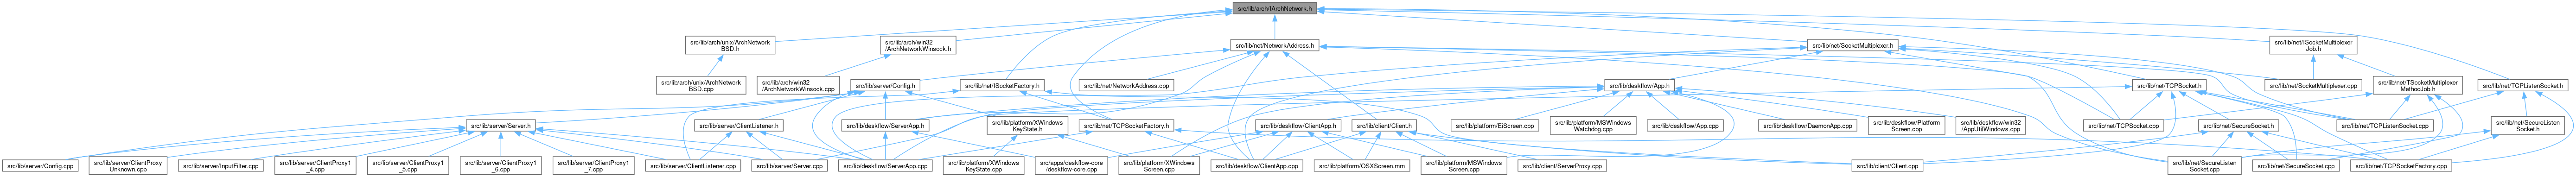 src/lib/arch/IArchNetwork.h
src/lib/arch/unix/ArchNetwork
BSD.h
src/lib/arch/win32
/ArchNetworkWinsock.h
src/lib/net/NetworkAddress.h
src/lib/net/SocketMultiplexer.h
src/lib/net/ISocketMultiplexer
Job.h
src/lib/arch/unix/ArchNetwork
BSD.cpp
src/lib/arch/win32
/ArchNetworkWinsock.cpp
src/lib/server/Config.h
src/lib/net/ISocketFactory.h
src/lib/net/NetworkAddress.cpp
src/lib/deskflow/App.h
src/lib/net/TCPSocket.h
src/lib/net/SocketMultiplexer.cpp
src/lib/net/TSocketMultiplexer
MethodJob.h
src/lib/net/TCPListenSocket.h
src/lib/server/Server.h
src/lib/server/ClientListener.h
src/lib/deskflow/ServerApp.h
src/lib/platform/XWindows
KeyState.h
src/lib/net/TCPSocketFactory.h
src/lib/deskflow/ClientApp.h
src/lib/client/Client.h
src/lib/platform/EiScreen.cpp
src/lib/platform/MSWindows
Watchdog.cpp
src/lib/deskflow/App.cpp
src/lib/deskflow/DaemonApp.cpp
src/lib/deskflow/Platform
Screen.cpp
src/lib/deskflow/win32
/AppUtilWindows.cpp
src/lib/net/TCPSocket.cpp
src/lib/net/SecureSocket.h
src/lib/net/TCPListenSocket.cpp
src/lib/net/SecureListen
Socket.h
src/lib/server/Config.cpp
src/lib/server/ClientProxy
Unknown.cpp
src/lib/server/InputFilter.cpp
src/lib/server/ClientProxy1
_4.cpp
src/lib/server/ClientProxy1
_5.cpp
src/lib/server/ClientProxy1
_6.cpp
src/lib/server/ClientProxy1
_7.cpp
src/lib/server/ClientListener.cpp
src/lib/server/Server.cpp
src/lib/deskflow/ServerApp.cpp
src/lib/platform/XWindows
KeyState.cpp
src/apps/deskflow-core
/deskflow-core.cpp
src/lib/platform/XWindows
Screen.cpp
src/lib/deskflow/ClientApp.cpp
src/lib/platform/OSXScreen.mm
src/lib/platform/MSWindows
Screen.cpp
src/lib/client/ServerProxy.cpp
src/lib/client/Client.cpp
src/lib/net/SecureListen
Socket.cpp
src/lib/net/SecureSocket.cpp
src/lib/net/TCPSocketFactory.cpp